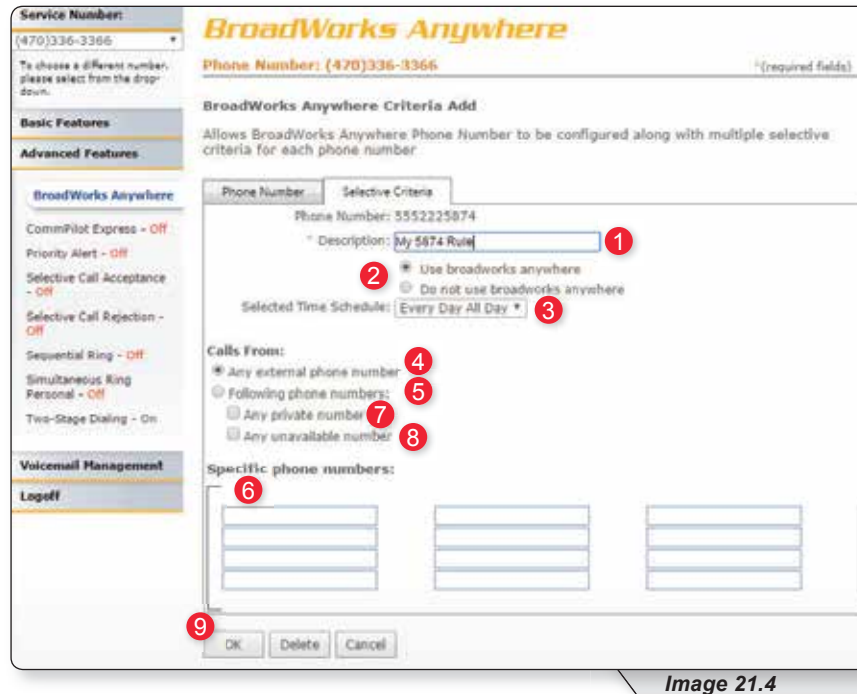 Service Number:
(470)336-3366
To choose a different number, please select from the drop-down.
Basic Features
Advanced Features
BroadWorks Anywhere
CommPilot Express - Off
Priority Alert - Off
Selective Call Acceptance
- Off
Selective Call Rejection -
Off
Sequential Ring - Off
Simultaneous Ring
Personal - Off
Two-Stage Dialing - On
Voicemail Management
Logoff
BroadWorks Anywhere
Phone Number: (470)336-3366
*(required fields)
BroadWorks Anywhere Criteria Add
Allows BroadWorks Anywhere Phone Number to be configured along with multiple selective
criteria for each phone number
Phone Number
Selective Criteria
Phone Number: 5552225874
* Description: My 5874 Rule 1
2 Use broadworks anywhere
Do not use broadworks anywhere
Selected Time Schedule: Every Day All Day 3
Calls From:
Any external phone number 4
Following phone numbers: 5
Any private number 7
Any unavailable number 8
Specific phone numbers:
6
9
OK Delete Cancel
Image 21.4